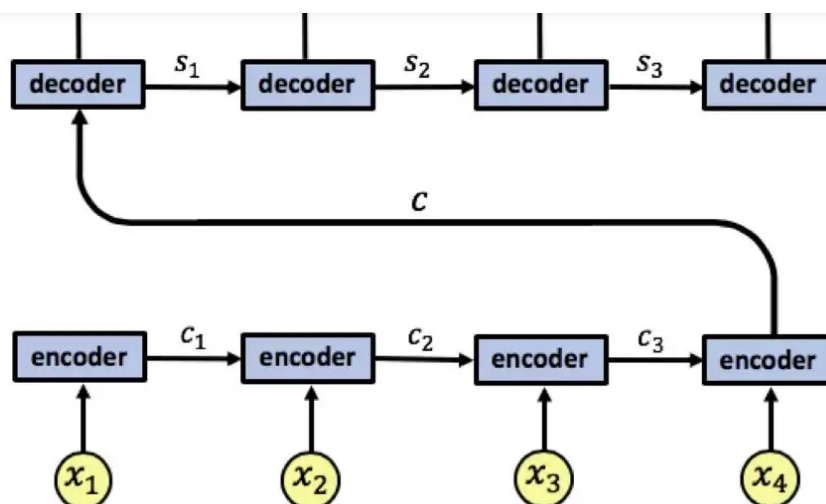 decoder s₁ decoder s₂ decoder s₃ decoder
c
encoder c₁ encoder c₂ encoder c₃ encoder
x₁ x₂ x₃ x₄